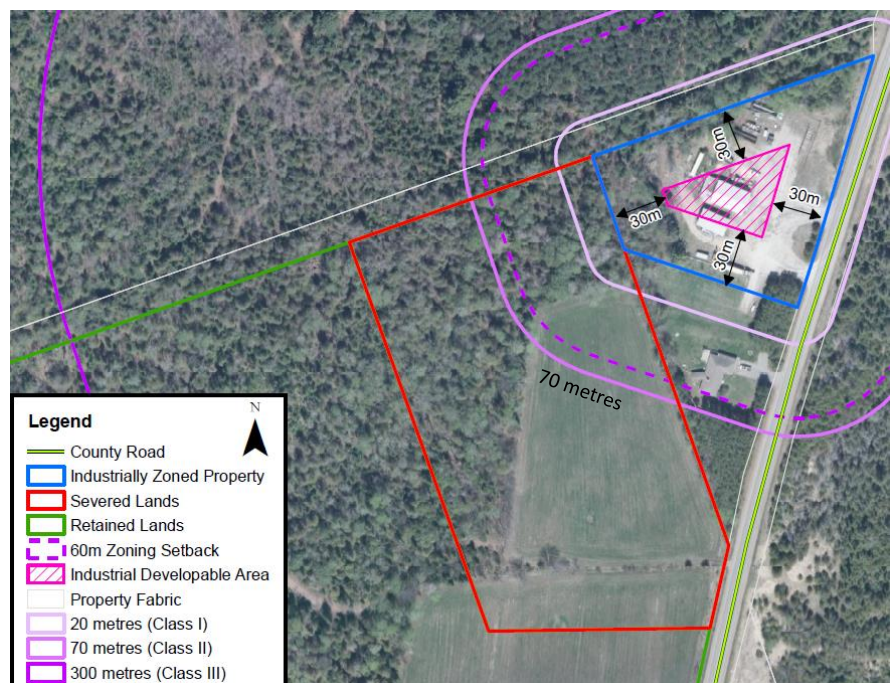 30m
30m
30m
30m
70 metres
Legend
N
County Road
Industrially Zoned Property
Severed Lands
Retained Lands
60m Zoning Setback
Industrial Developable Area
Property Fabric
20 metres (Class I)
70 metres (Class II)
300 metres (Class III)